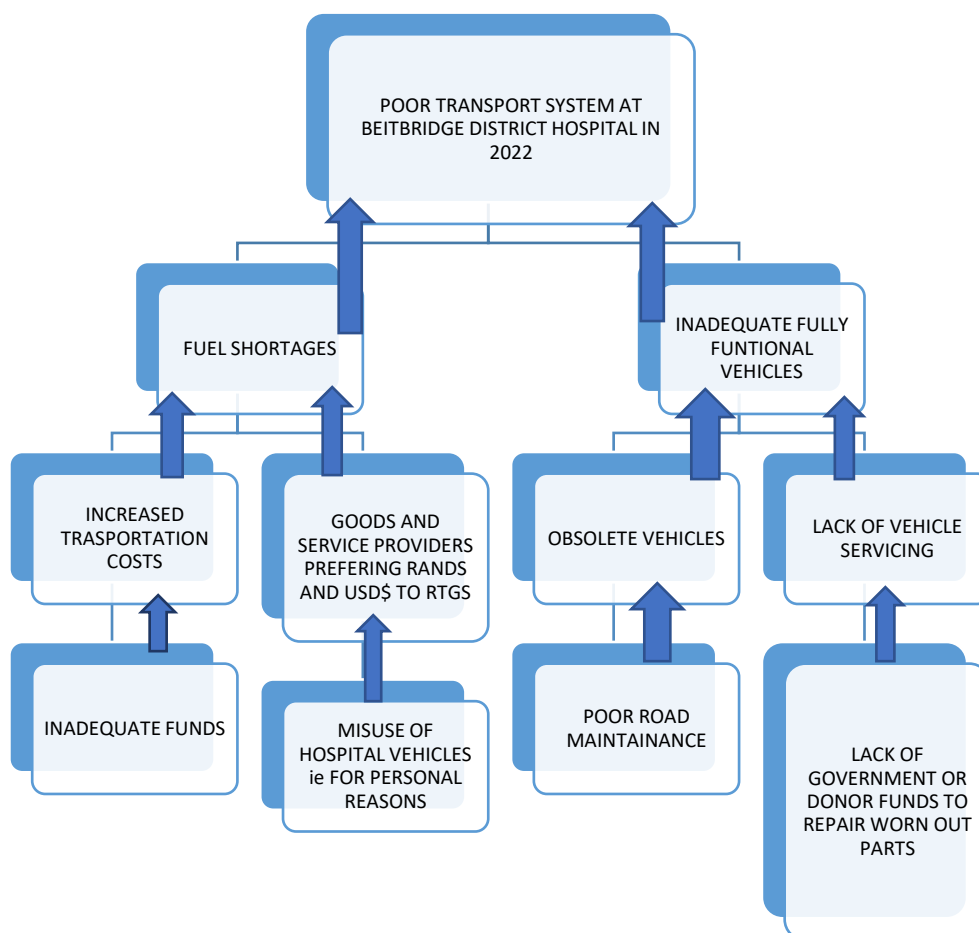 POOR TRANSPORT SYSTEM AT
BEITBRIDGE DISTRICT HOSPITAL IN
2022
FUEL SHORTAGES
INADEQUATE FULLY
FUNTIONAL
VEHICLES
INCREASED
TRASPORTATION
COSTS
GOODS AND
SERVICE PROVIDERS
PREFERING RANDS
AND USD$ TO RTGS
OBSOLETE VEHICLES
LACK OF VEHICLE
SERVICING
INADEQUATE FUNDS
MISUSE OF
HOSPITAL VEHICLES
ie FOR PERSONAL
REASONS
POOR ROAD
MAINTAINANCE
LACK OF
GOVERNMENT OR
DONOR FUNDS TO
REPAIR WORN OUT
PARTS